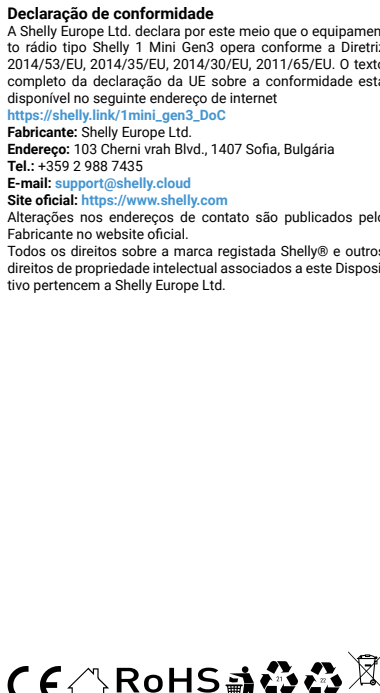 Declaração de conformidade
A Shelly Europe Ltd. declara por este meio que o equipamen
to rádio tipo Shelly 1 Mini Gen3 opera conforme a Diretriz
2014/53/EU, 2014/35/EU, 2014/30/EU, 2011/65/EU. O texto
completo da declaração da UE sobre a conformidade está
disponível no seguinte endereço de internet
https://shelly.link/1mini_gen3_DoC
Fabricante: Shelly Europe Ltd.
Endereço: 103 Cherni vrah Blvd., 1407 Sofia, Bulgária
Tel.: +359 2 988 7435
E-mail: support@shelly.cloud
Site oficial: https://www.shelly.com
Alterações nos endereços de contato são publicados pelo
Fabricante no website oficial.
Todos os direitos sobre a marca registada Shelly® e outros
direitos de propriedade intelectual associados a este Disposi
tivo pertencem a Shelly Europe Ltd.
CE RoHS 21 22